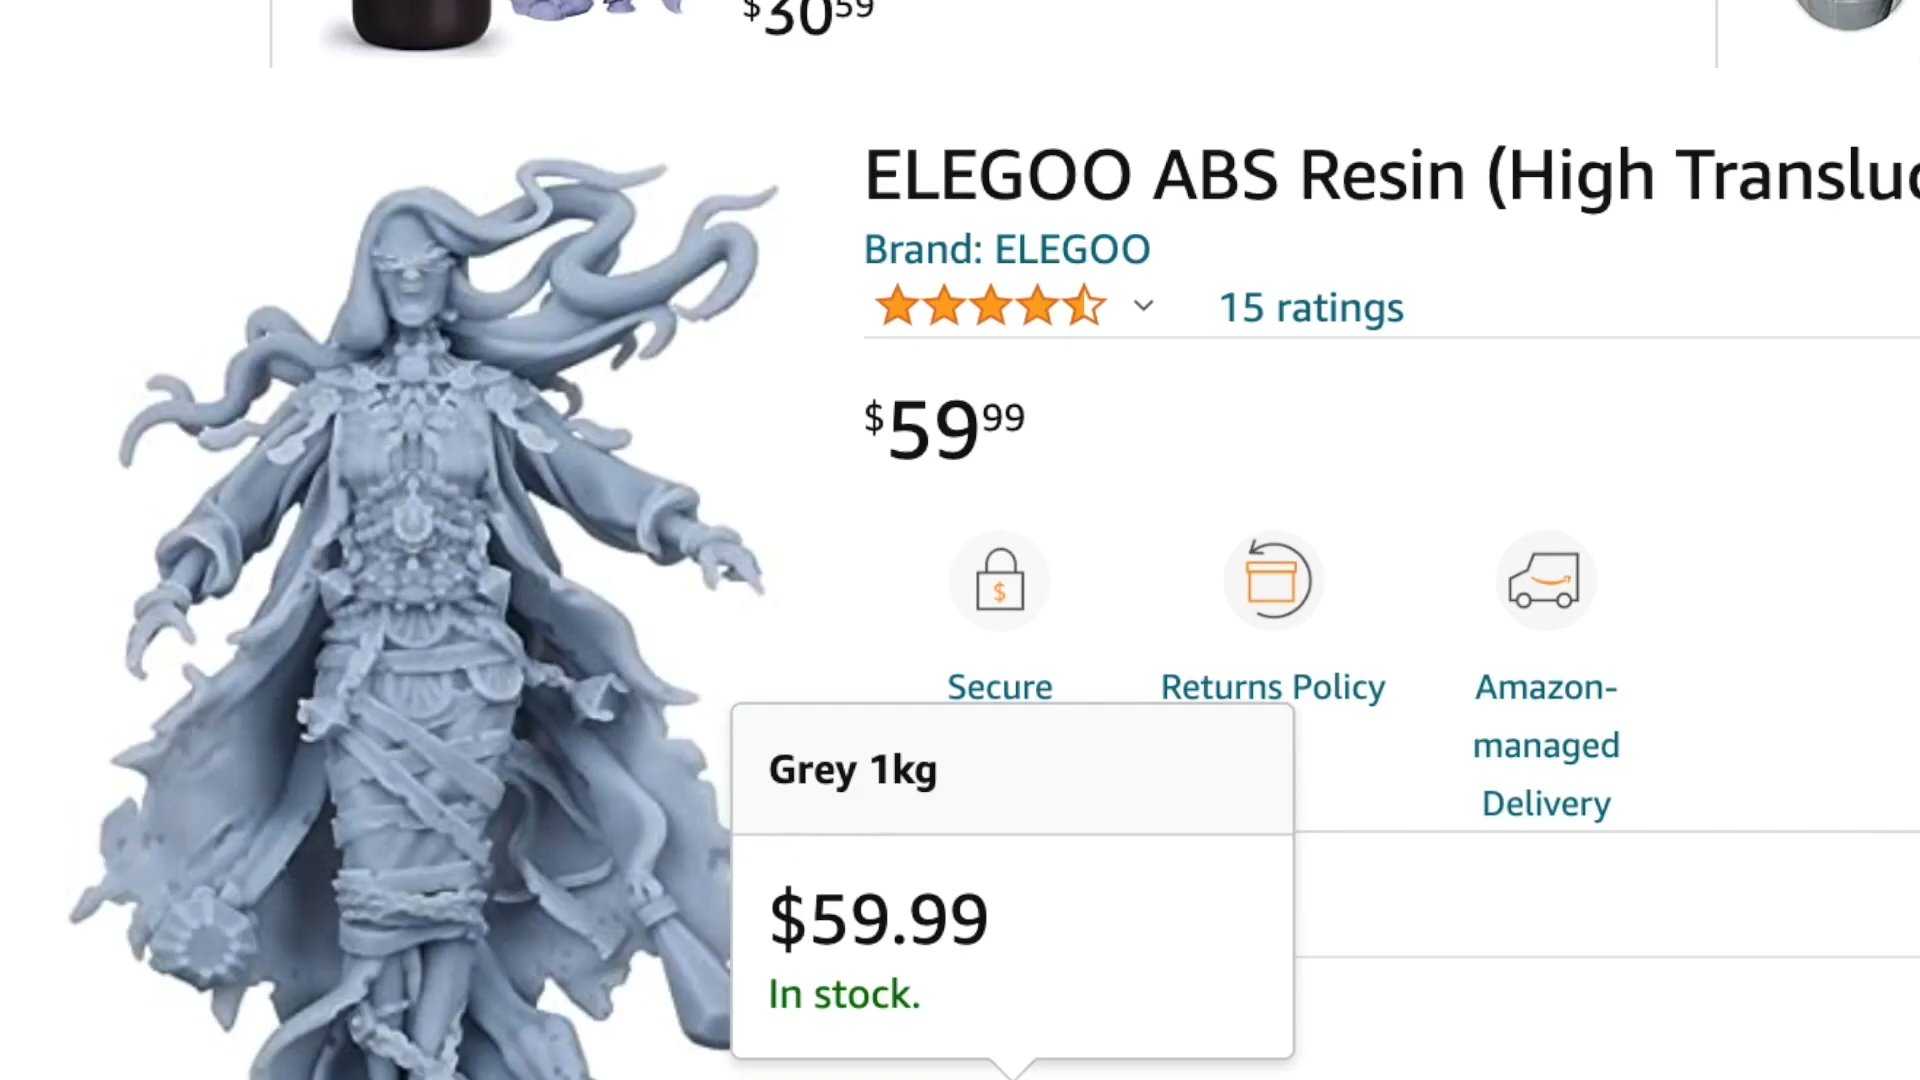 $30.59
ELEGOO ABS Resin (High
Brand: ELEGOO
15 ratings
$59.99
$
Secure
Returns Policy
Amazon-
managed
Delivery
Grey 1kg
$59.99
In stock.